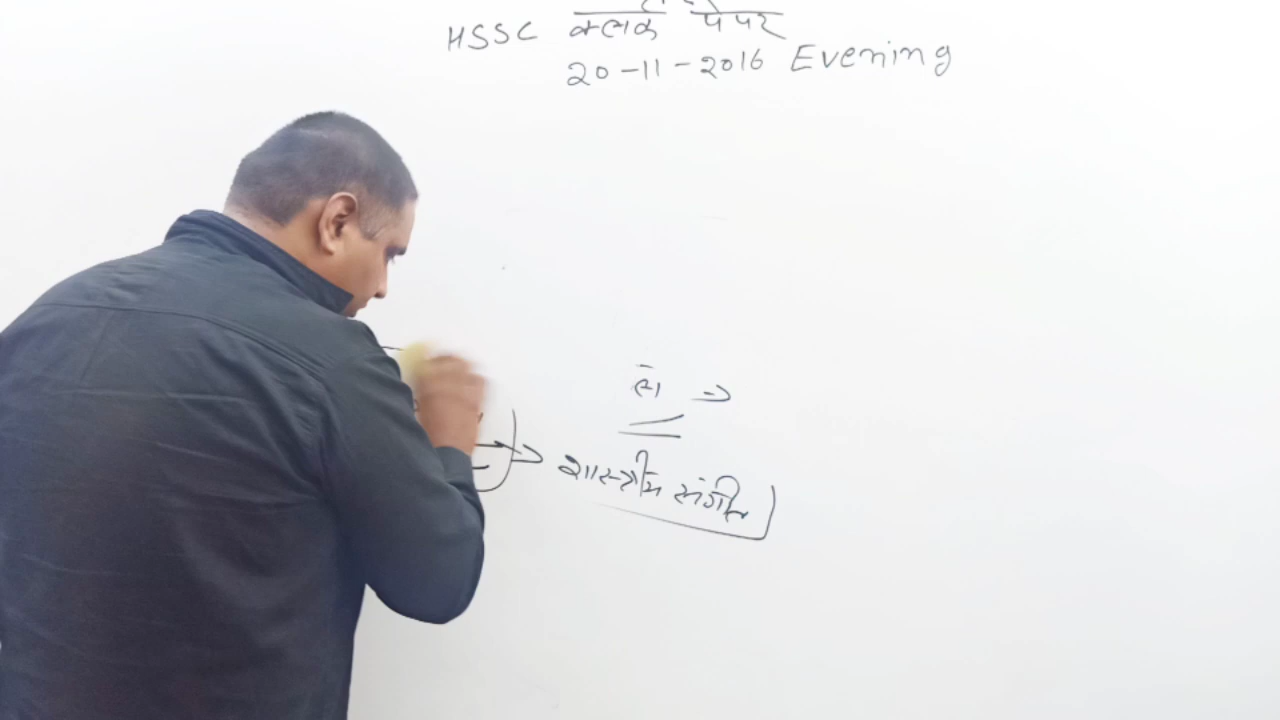 HSSC क्लर्क पेपर
20-11-2016 Evening
शास्त्रीय संगीत